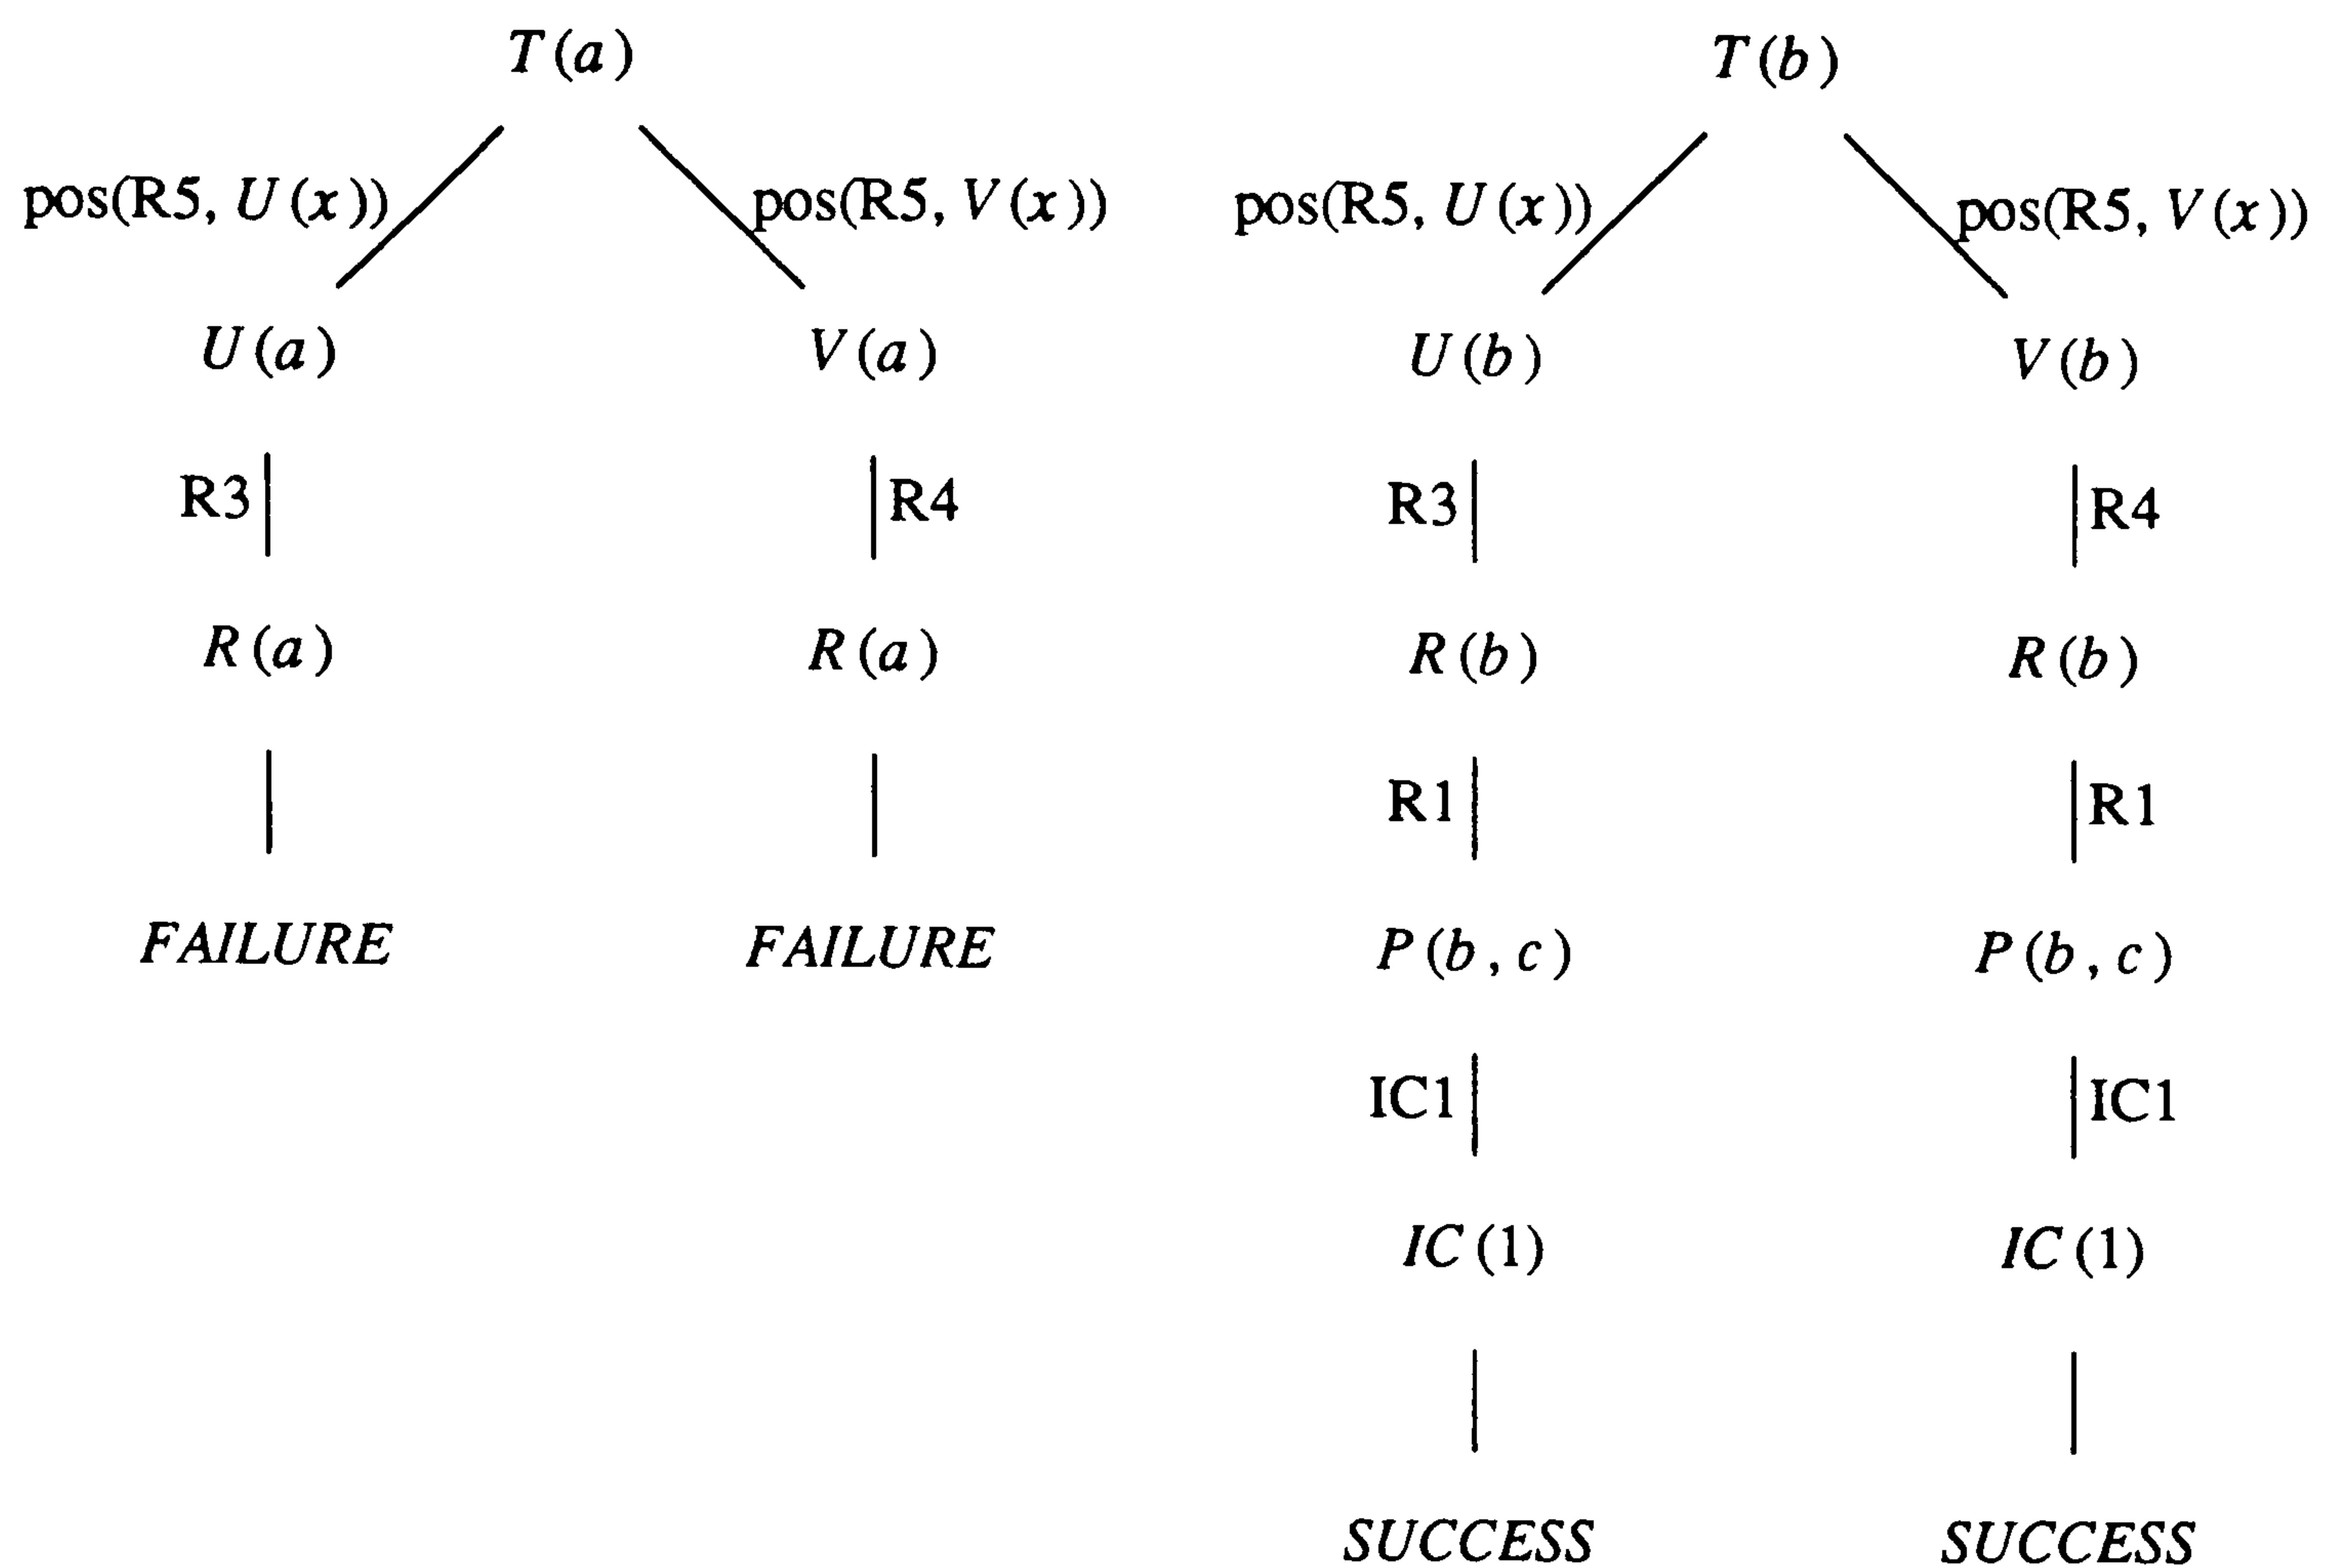 T(a) T(b)
pos(R5, U(x)) pos(R5, V(x)) pos(R5, U(x)) pos(R5, V(x))
U(a) V(a) U(b) V(b)
R3 R4 R3 R4
R(a) R(a) R(b) R(b)
R1 R1
FAILURE FAILURE P(b, c) P(b, c)
IC1 IC1
IC(1) IC(1)
SUCCESS SUCCESS